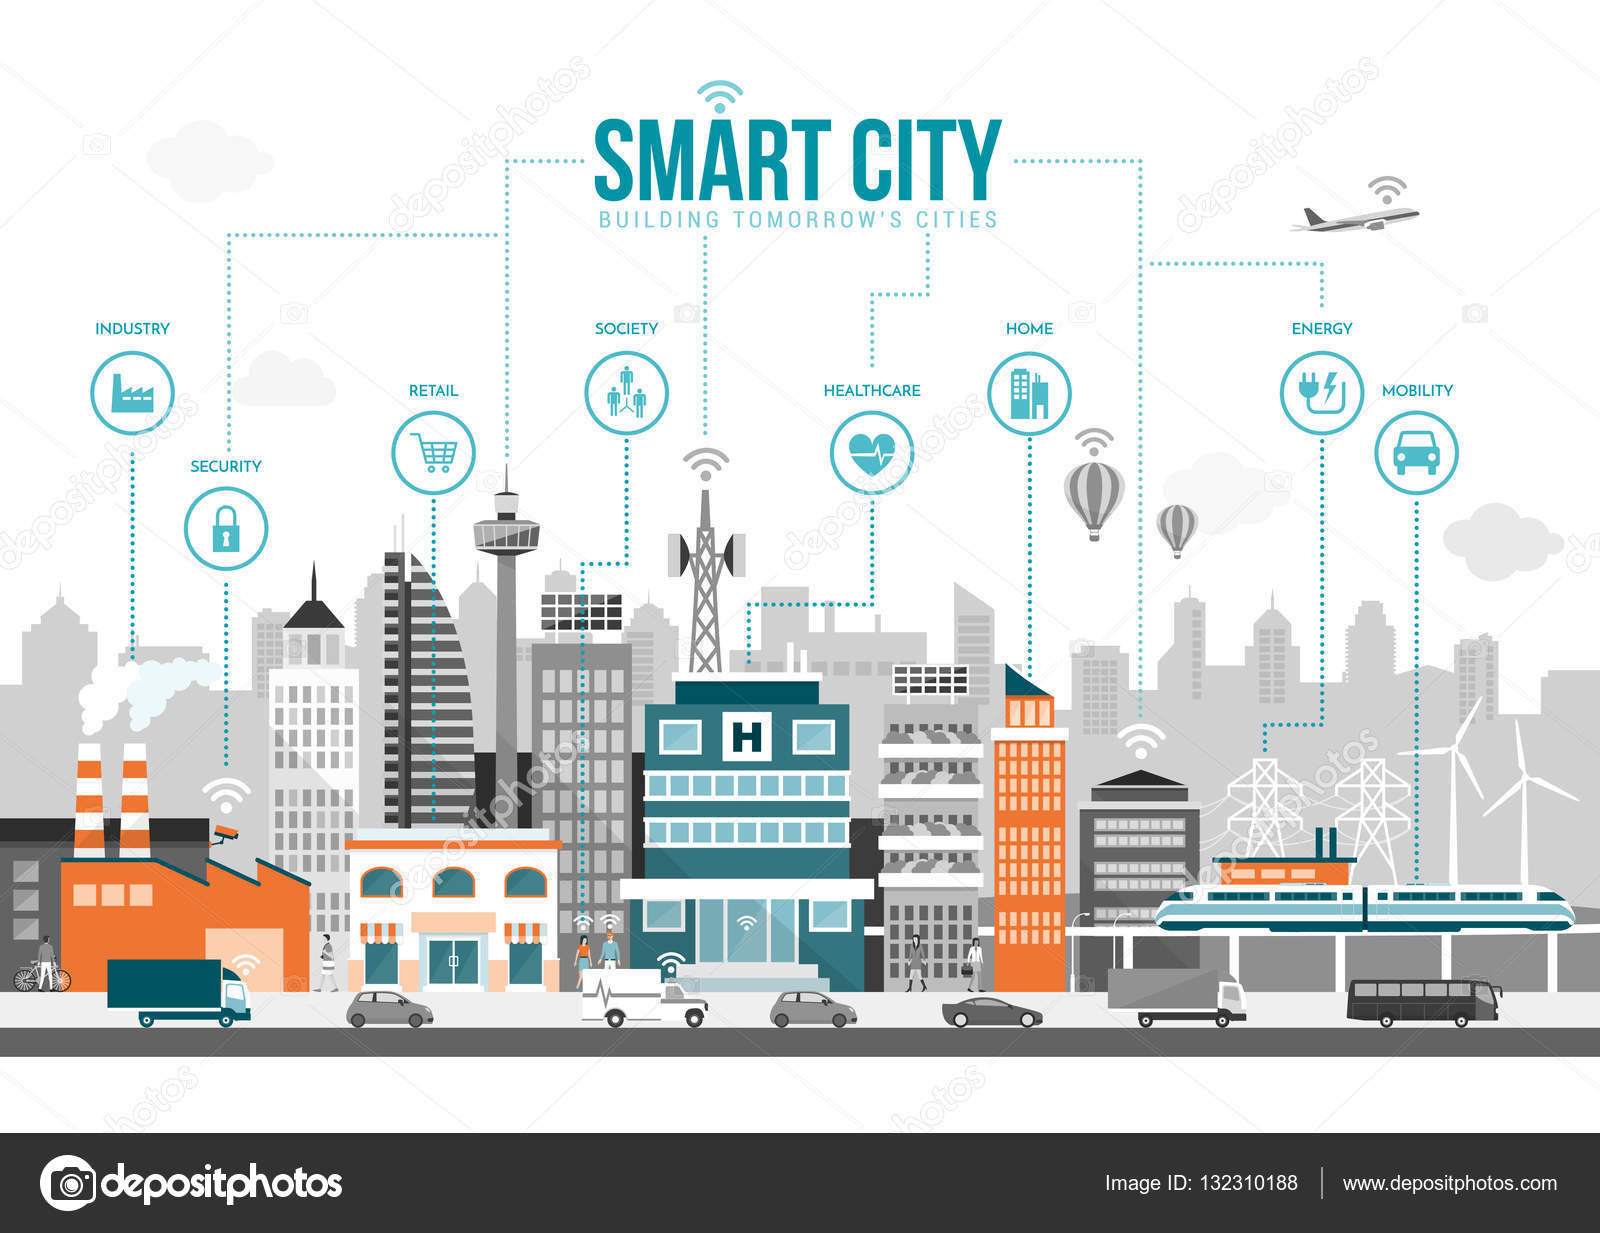 SMART CITY
BUILDING TOMORROW'S CITIES
INDUSTRY
SOCIETY
HOME
ENERGY
RETAIL
HEALTHCARE
MOBILITY
SECURITY
H
depositphotos
Image ID: 132310188
www.depositphotos.com